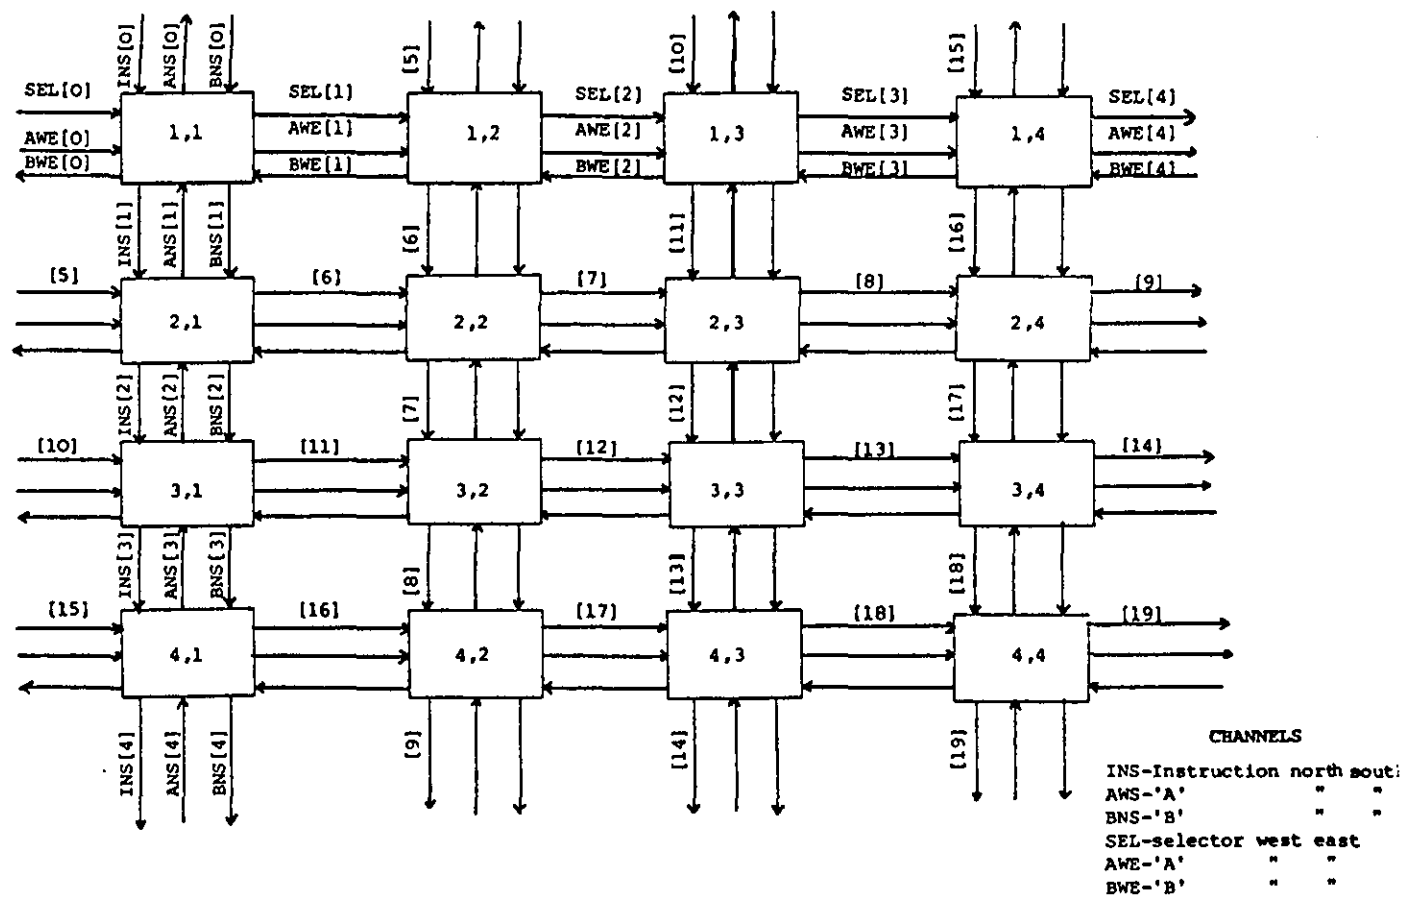 INS[0] ANS[0] BNS[0] [5] [10] [15]
SEL[0] SEL[1] SEL[2] SEL[3] SEL[4]
1,1 1,2 1,3 1,4
AWE[0] AWE[1] AWE[2] AWE[3] AWE[4]
BWE[0] BWE[1] BWE[2] BWE[3] BWE[4]
INS[1] ANS[1] BNS[1] [6] [11] [16]
[5] [6] [7] [8] [9]
2,1 2,2 2,3 2,4
INS[2] ANS[2] BNS[2] [7] [12] [17]
[10] [11] [12] [13] [14]
3,1 3,2 3,3 3,4
INS[3] ANS[3] BNS[3] [8] [13] [18]
[15] [16] [17] [18] [19]
4,1 4,2 4,3 4,4
INS[4] ANS[4] BNS[4] [9] [14] [19]
CHANNELS
INS-Instruction north sout
AWS-'A' " "
BNS-'B' " "
SEL-selector west east
AWE-'A' " "
BWE-'B' " "